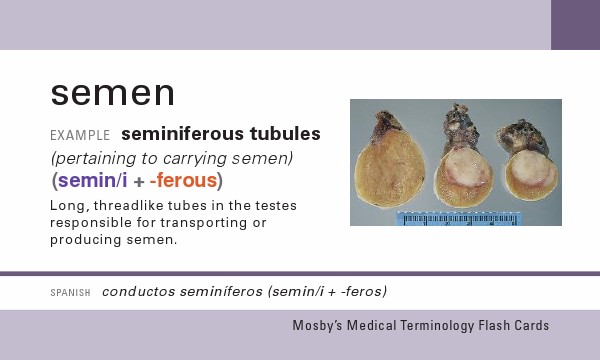 semen
EXAMPLE seminiferous tubules
(pertaining to carrying semen)
(semin/i + -ferous)
Long, threadlike tubes in the testes
responsible for transporting or
producing semen.
SPANISH conductos seminíferos (semin/i + -feros)
Mosby's Medical Terminology Flash Cards